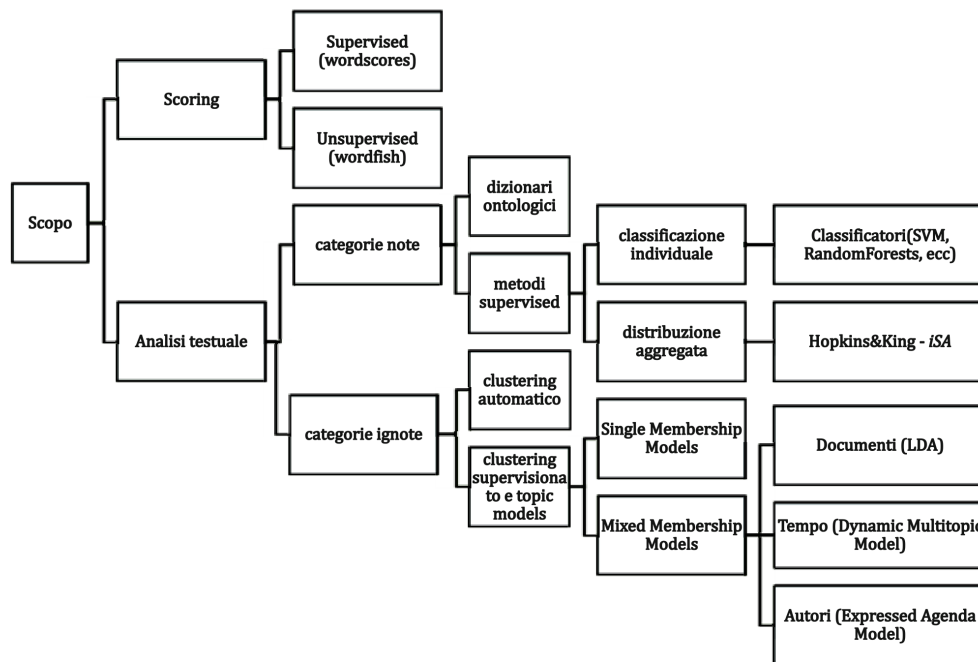 Supervised
(wordscores)
Scoring
Unsupervised
(wordfish)
Scopo
dizionari
ontologici
categorie note
classificazione
individuale
Classificatori(SVM,
RandomForests, ecc)
metodi
supervised
Analisi testuale
distribuzione
aggregata
Hopkins&King - iSA
clustering
automatico
categorie ignote
Single Membership
Models
Documenti (LDA)
clustering
supervisiona
to e topic
models
Mixed Membership
Models
Tempo (Dynamic Multitopic
Model)
Autori (Expressed Agenda
Model)